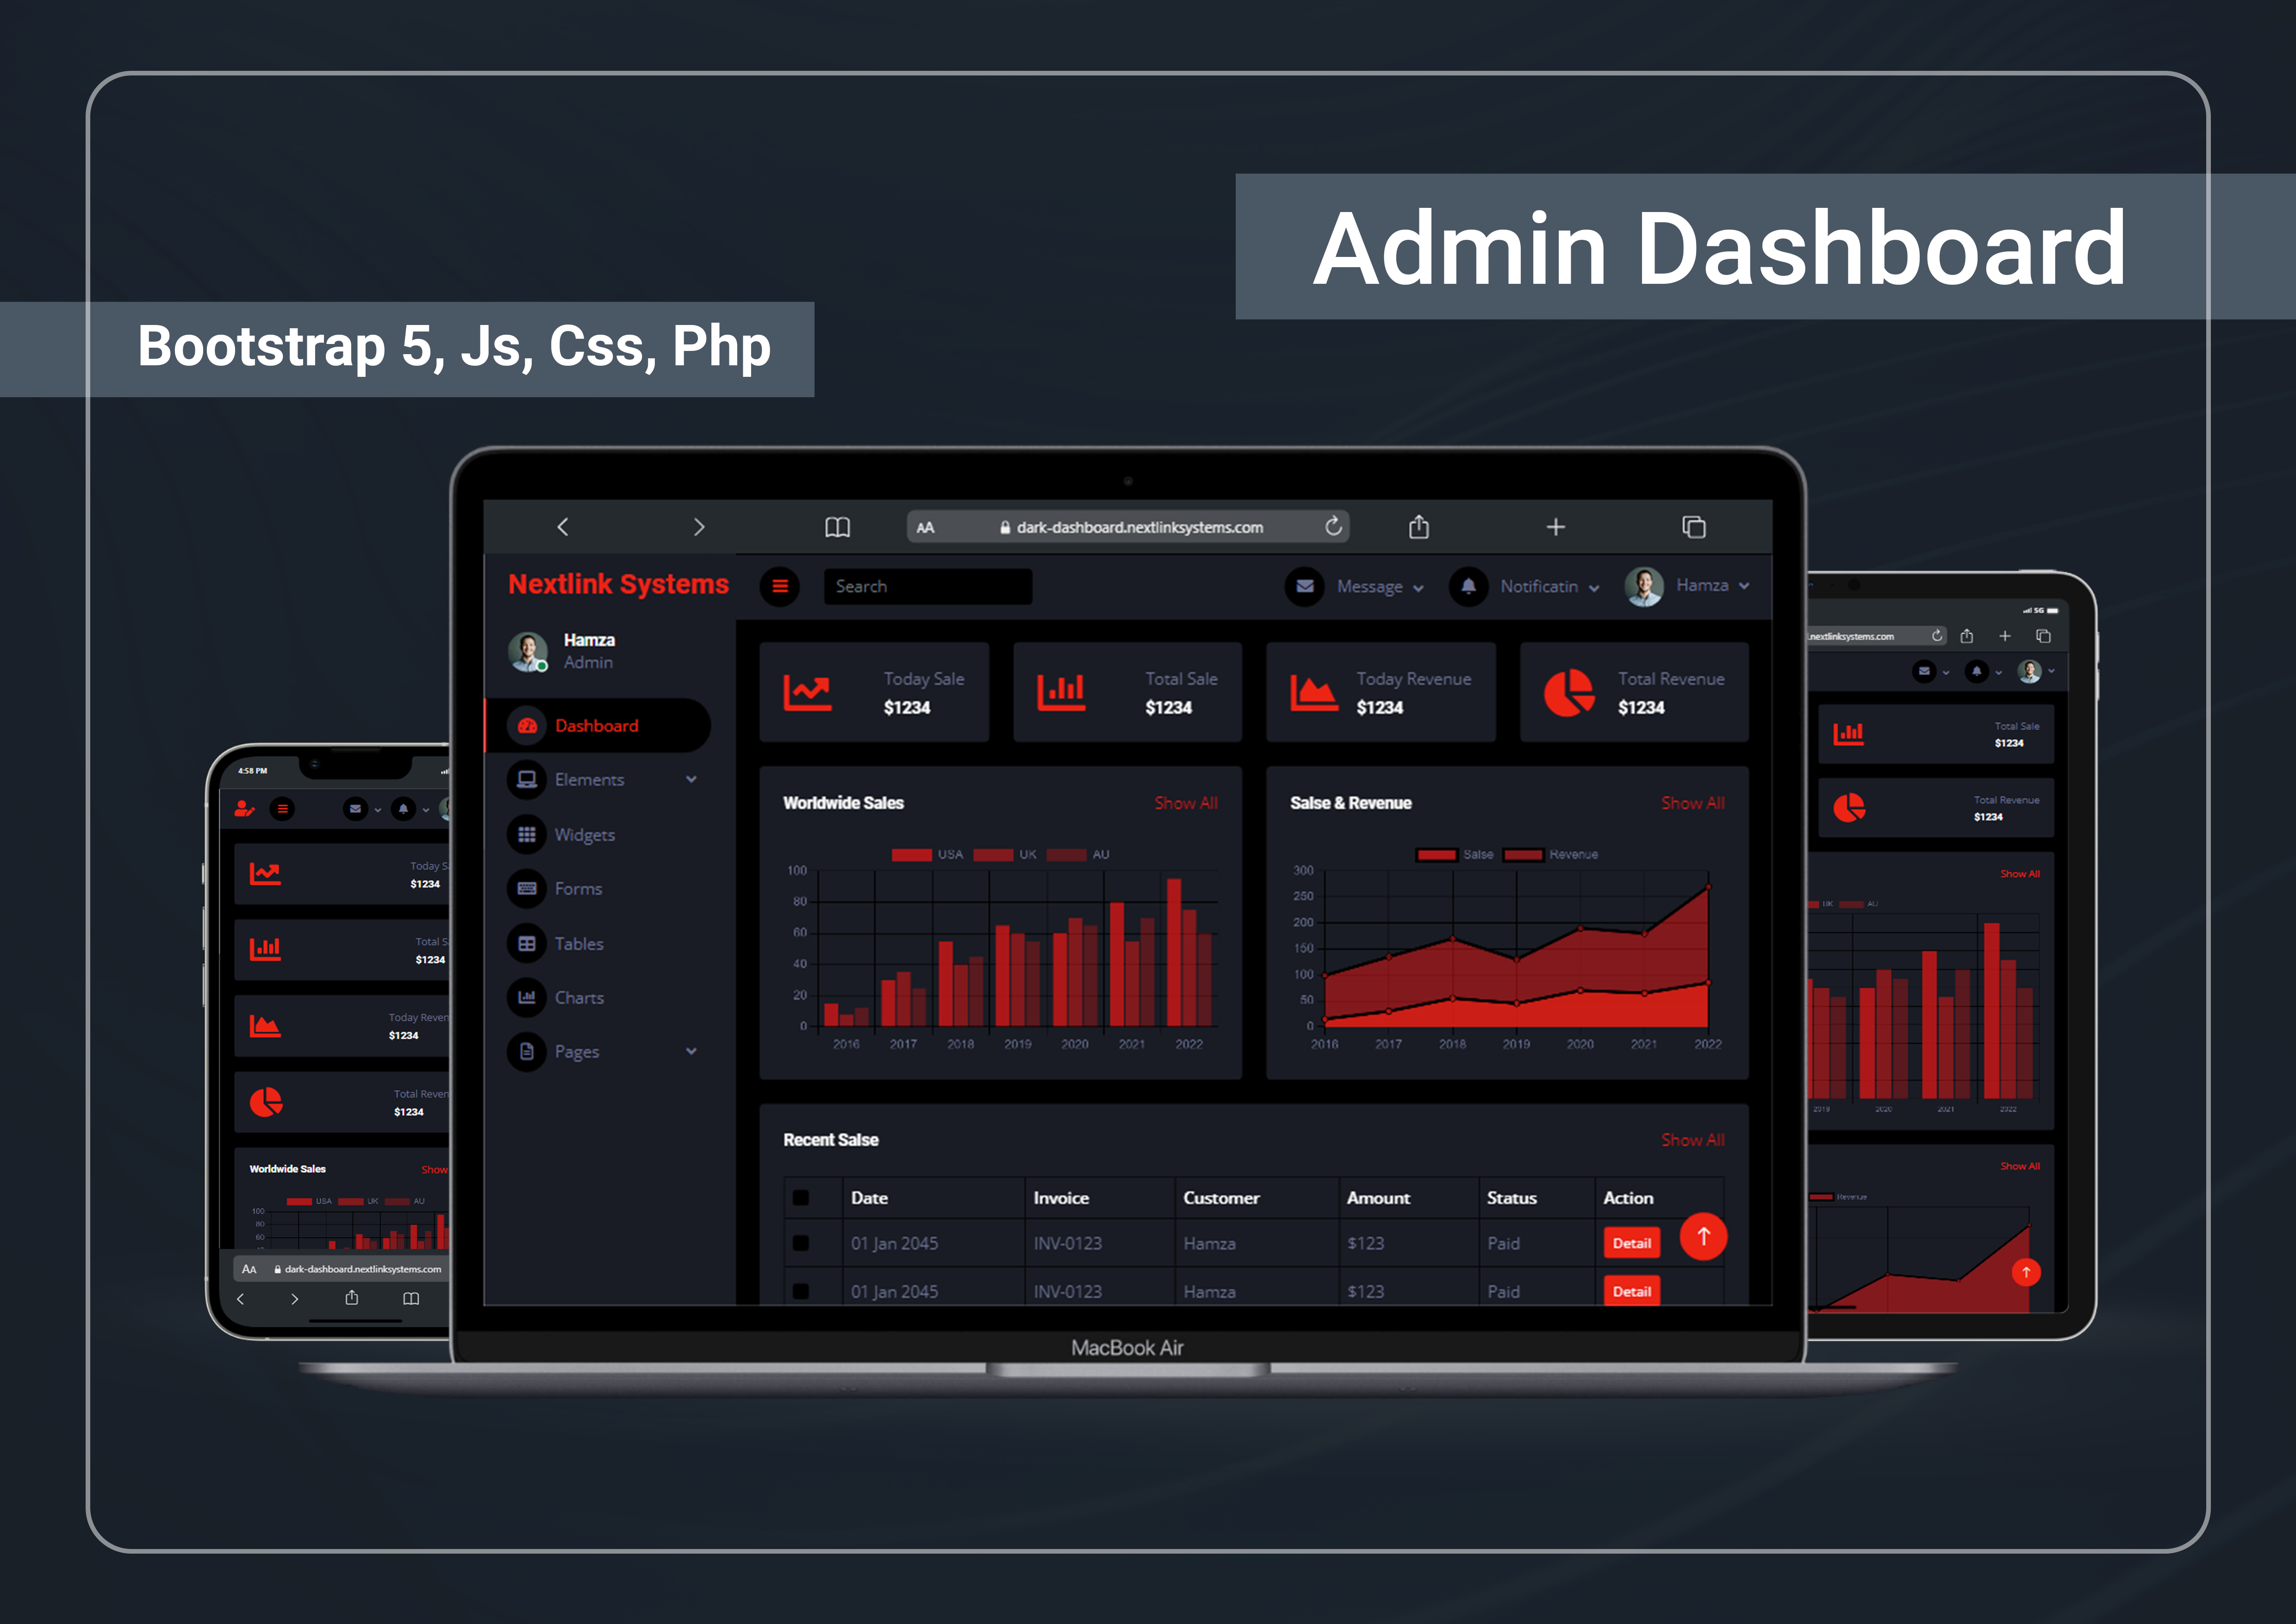 Admin Dashboard
Bootstrap 5, Js, Css, Php
AA dark-dashboard.nextlinksystems.com
Nextlink Systems
Search
Message
Notificatin
Hamza
Hamza
Admin
Dashboard
Elements
Widgets
Forms
Tables
Charts
Pages
Today Sale
$1234
Total Sale
$1234
Today Revenue
$1234
Total Revenue
$1234
Worldwide Sales
Show All
USA UK AU
100
80
60
40
20
0
2016 2017 2018 2019 2020 2021 2022
Salse & Revenue
Show All
Salse Revenue
300
250
200
150
100
50
0
2016 2017 2018 2019 2020 2021 2022
Recent Salse
Show All
Date Invoice Customer Amount Status Action
01 Jan 2045 INV-0123 Hamza $123 Paid Detail
01 Jan 2045 INV-0123 Hamza $123 Paid Detail
MacBook Air
4:58 PM
Today S
$1234
Total S
$1234
Today Reven
$1234
Total Reven
$1234
Worldwide Sales
Show
USA UK AU
100
80
60
AA dark-dashboard.nextlinksystems.com
5G
.nextlinksystems.com
Total Sale
$1234
Total Revenue
$1234
Show All
UK AU
2019 2020 2021 2022
Show All
Revenue